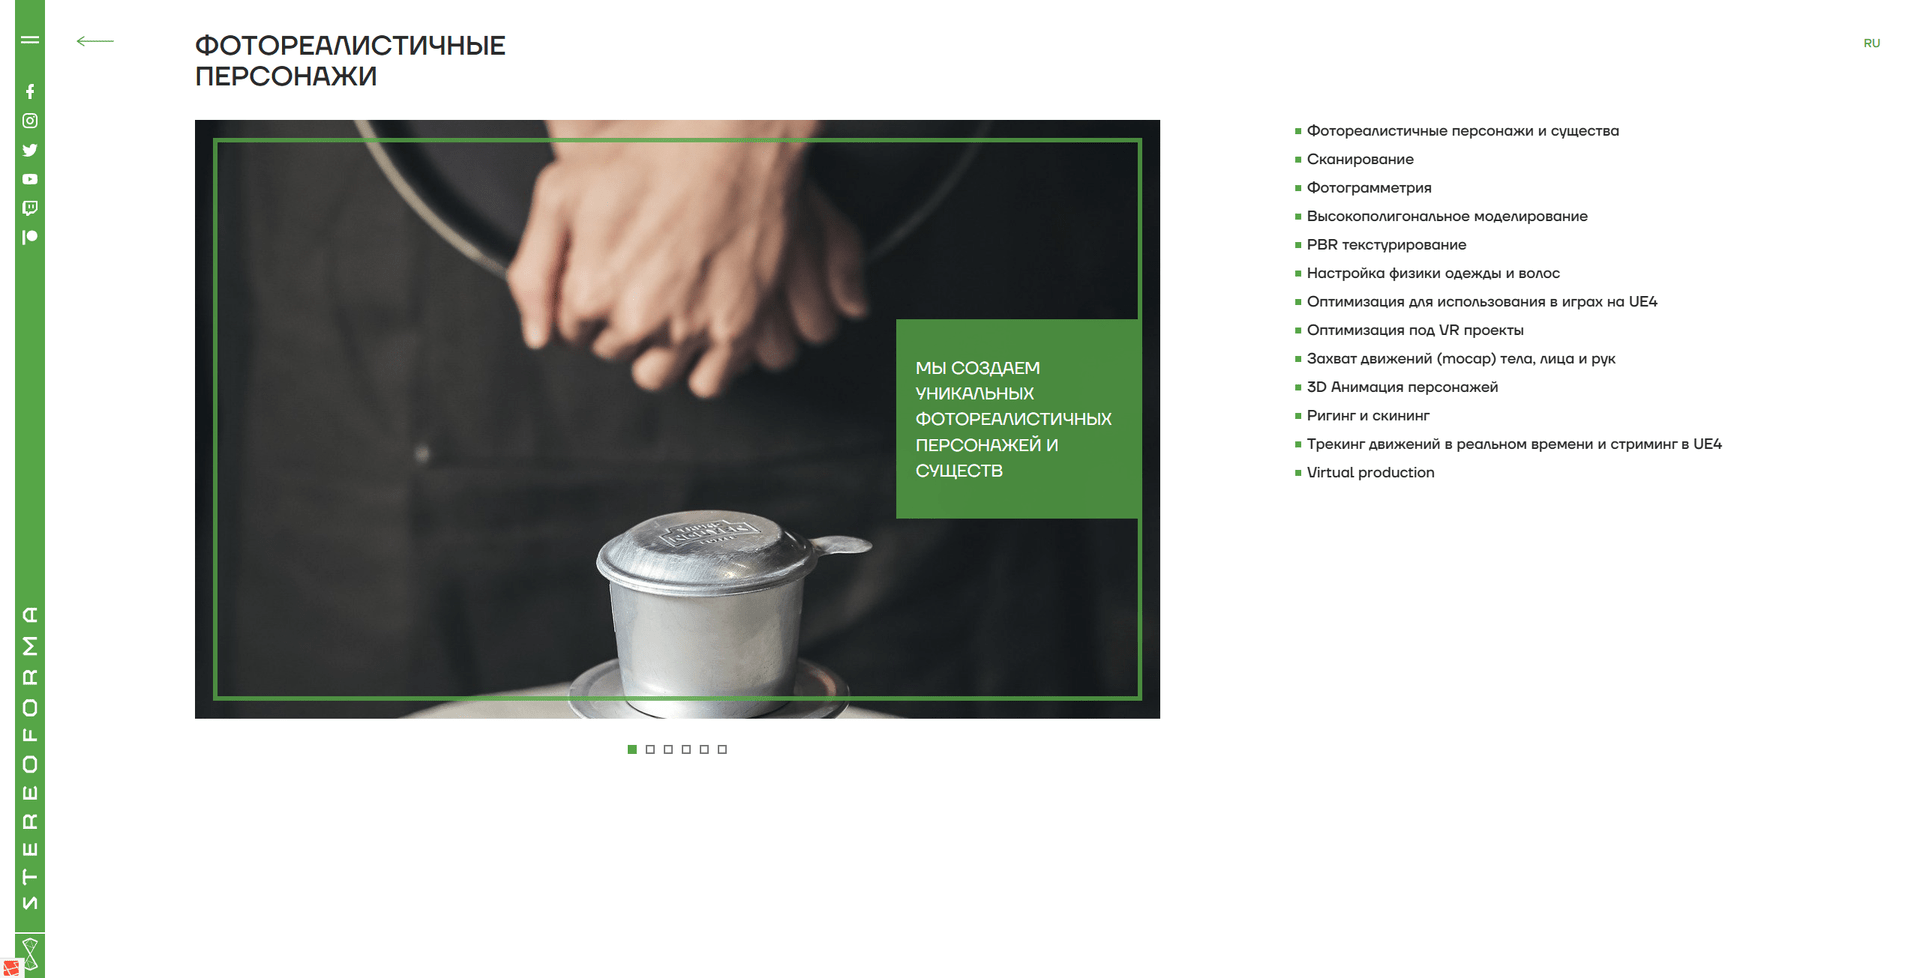 ФОТОРЕАЛИСТИЧНЫЕ
ПЕРСОНАЖИ
RU
МЫ СОЗДАЕМ
УНИКАЛЬНЫХ
ФОТОРЕАЛИСТИЧНЫХ
ПЕРСОНАЖЕЙ И
СУЩЕСТВ
Фотореалистичные персонажи и существа
Сканирование
Фотограмметрия
Высокополигональное моделирование
PBR текстурирование
Настройка физики одежды и волос
Оптимизация для использования в играх на UE4
Оптимизация под VR проекты
Захват движений (mocap) тела, лица и рук
3D Анимация персонажей
Ригинг и скининг
Трекинг движений в реальном времени и стриминг в UE4
Virtual production
STEREOFORMA